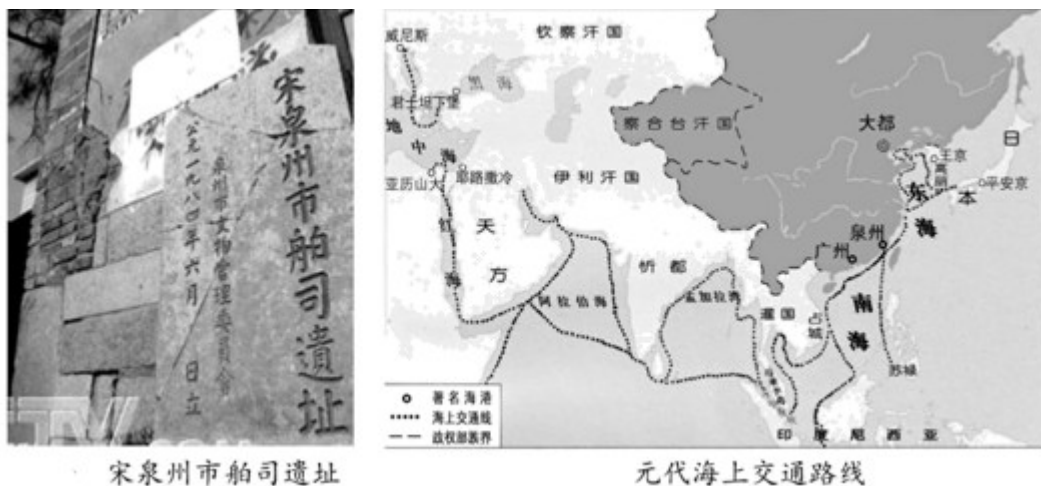 宋泉州市舶司遺址
泉州市文物管理委員會
公元一九八四年六月 日立
宋泉州市舶司遗址
威尼斯
钦察汗国
黑海
君士坦丁堡
地中海
亚历山大
耶路撒冷
伊利汗国
察合台汗国
大都
王京
高丽
日本
平安京
东海
泉州
广州
红海
天方
忻都
阿拉伯海
孟加拉湾
暹国
占城
南海
苏禄
印度尼西亚
著名海港
海上交通线
政权部族界
元代海上交通路线